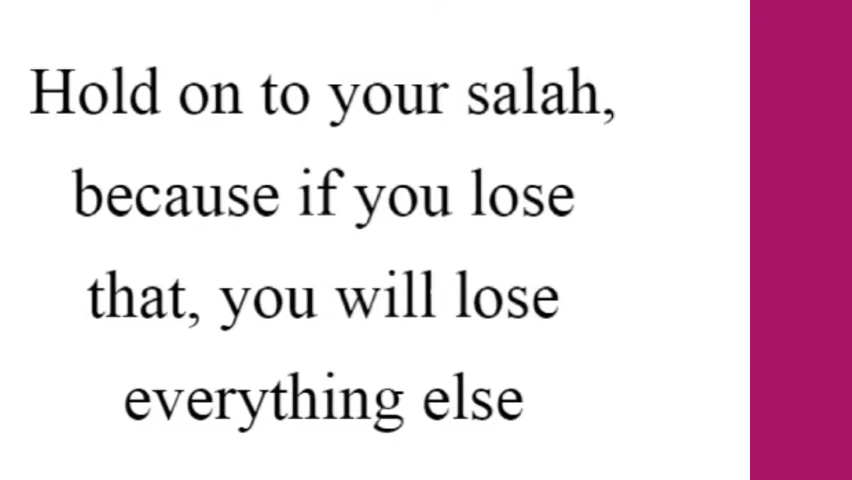 Hold on to your salah,
because if you lose
that, you will lose
everything else